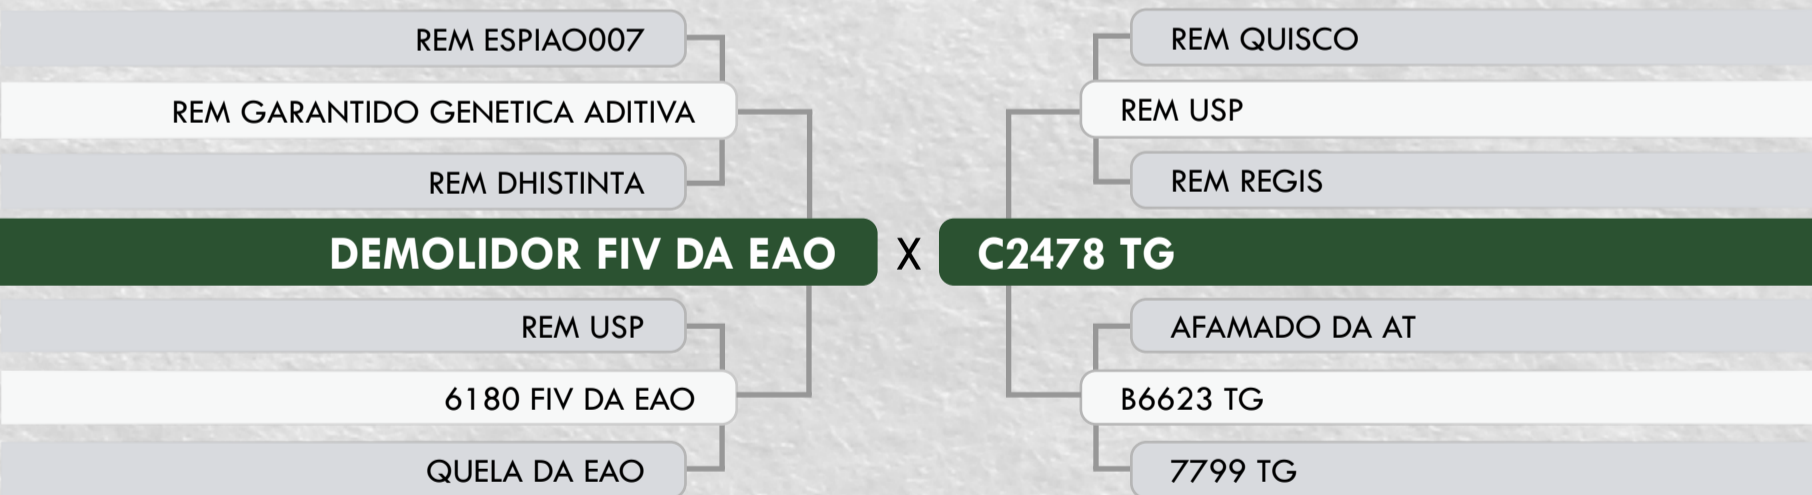 REM ESPIAO007
REM GARANTIDO GENETICA ADITIVA
REM DHISTINTA
DEMOLIDOR FIV DA EAO
REM USP
6180 FIV DA EAO
QUELA DA EAO
X
REM QUISCO
REM USP
REM REGIS
C2478 TG
AFAMADO DA AT
B6623 TG
7799 TG